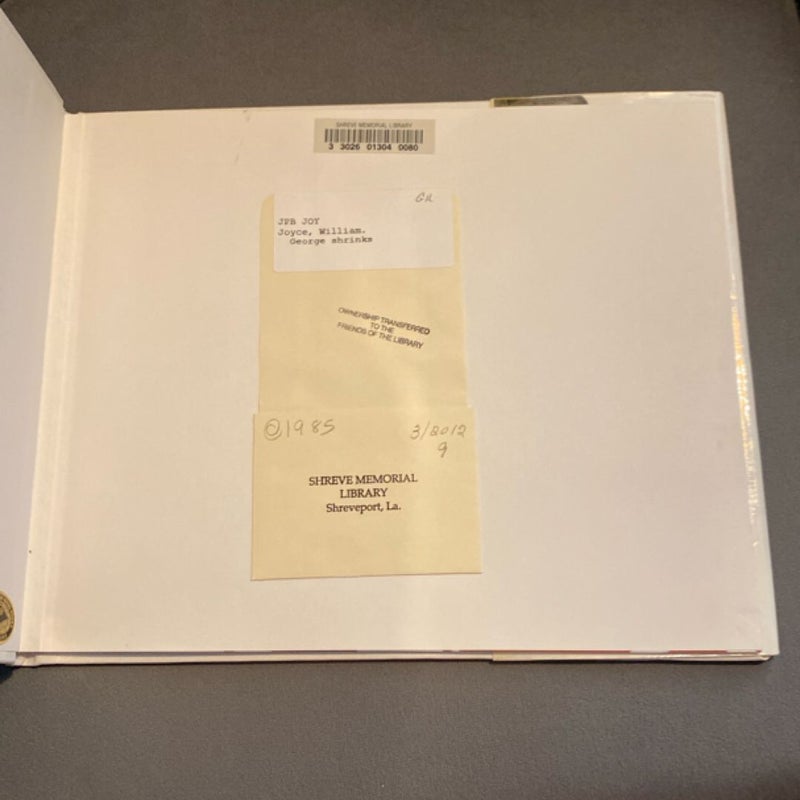 SHREVE MEMORIAL LIBRARY
3 3026 01304 0080
GR
JPB JOY
Joyce, William.
George shrinks
OWNERSHIP TRANSFERRED
TO THE
FRIENDS OF THE LIBRARY
©1985
3/2012
9
SHREVE MEMORIAL
LIBRARY
Shreveport, La.